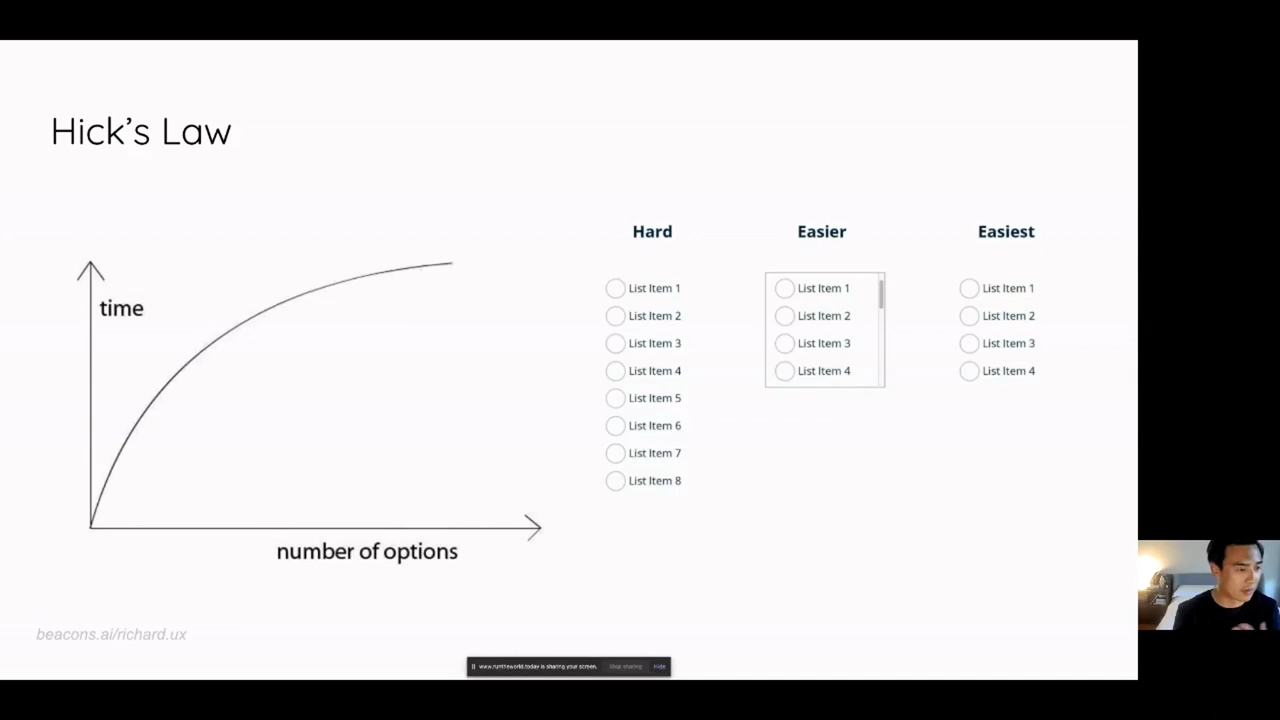 Hick's Law
time
number of options
Hard
List Item 1
List Item 2
List Item 3
List Item 4
List Item 5
List Item 6
List Item 7
List Item 8
Easier
List Item 1
List Item 2
List Item 3
List Item 4
Easiest
List Item 1
List Item 2
List Item 3
List Item 4
beacons.ai/richard.ux
www.runtheworld.today is sharing your screen. Stop sharing Hide